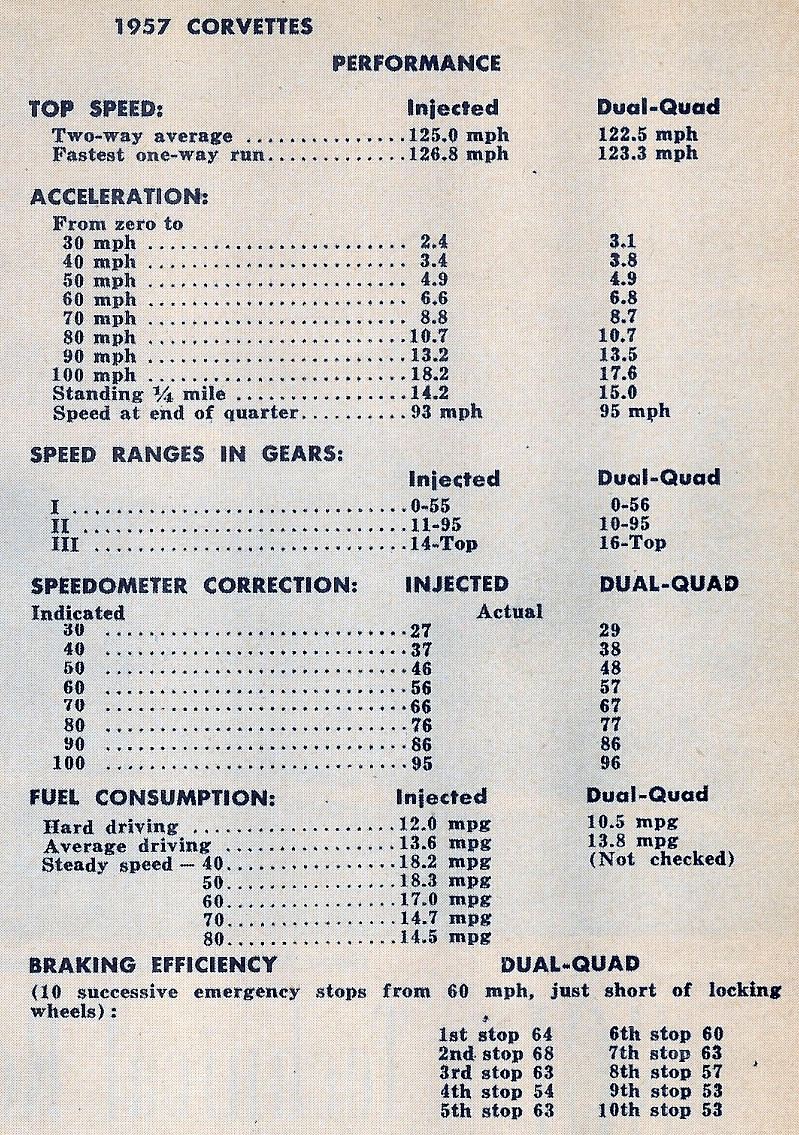 1957 CORVETTES
PERFORMANCE
TOP SPEED: Injected Dual-Quad
Two-way average ...............125.0 mph 122.5 mph
Fastest one-way run............126.8 mph 123.3 mph
ACCELERATION:
From zero to
30 mph ........................ 2.4 3.1
40 mph ........................ 3.4 3.8
50 mph ........................ 4.9 4.9
60 mph ........................ 6.6 6.8
70 mph ........................ 8.8 8.7
80 mph ........................10.7 10.7
90 mph ........................13.2 13.5
100 mph ........................18.2 17.6
Standing ¼ mile ................14.2 15.0
Speed at end of quarter..........93 mph 95 mph
SPEED RANGES IN GEARS:
Injected Dual-Quad
I ...............................0-55 0-56
II ..............................11-95 10-95
III .............................14-Top 16-Top
SPEEDOMETER CORRECTION: INJECTED DUAL-QUAD
Indicated Actual
30 ............................27 29
40 ............................37 38
50 ............................46 48
60 ............................56 57
70 ............................66 67
80 ............................76 77
90 ............................86 86
100 ............................95 96
FUEL CONSUMPTION: Injected Dual-Quad
Hard driving ...................12.0 mpg 10.5 mpg
Average driving ................13.6 mpg 13.8 mpg
Steady speed — 40................18.2 mpg (Not checked)
50................18.3 mpg
60................17.0 mpg
70................14.7 mpg
80................14.5 mpg
BRAKING EFFICIENCY DUAL-QUAD
(10 successive emergency stops from 60 mph, just short of locking
wheels):
1st stop 64 6th stop 60
2nd stop 68 7th stop 63
3rd stop 63 8th stop 57
4th stop 54 9th stop 53
5th stop 63 10th stop 53